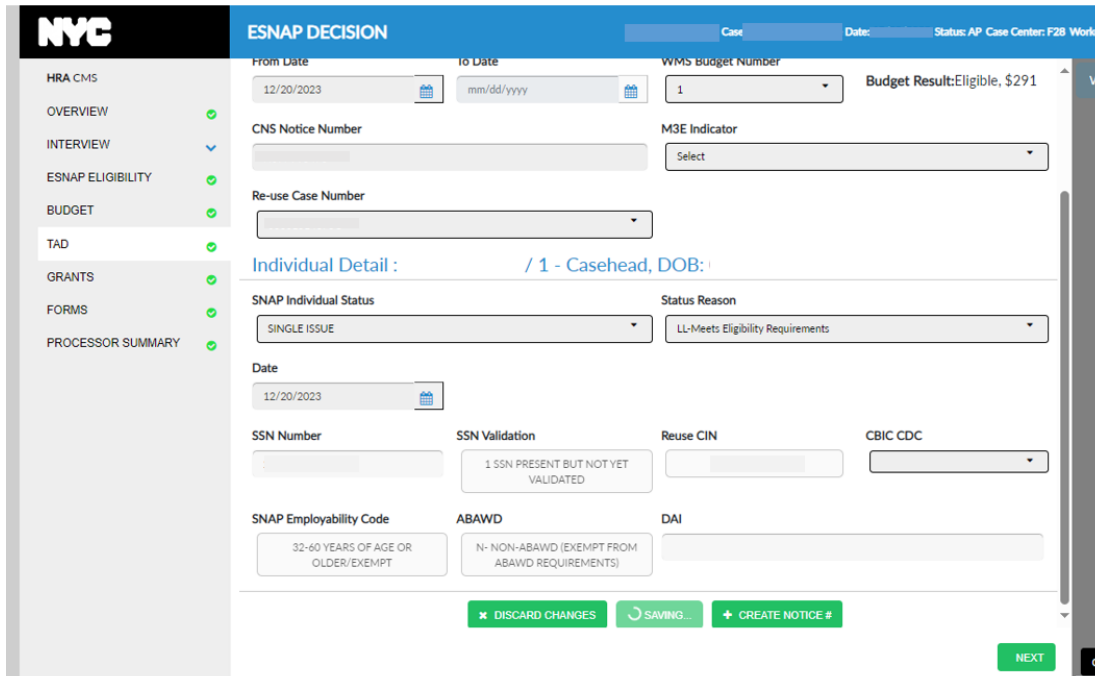 NYC
ESNAP DECISION
Case
Date:
Status: AP Case Center: F28 Work
HRA CMS
OVERVIEW
INTERVIEW
ESNAP ELIGIBILITY
BUDGET
TAD
GRANTS
FORMS
PROCESSOR SUMMARY
From Date To Date WMS Budget Number
12/20/2023 mm/dd/yyyy 1 Budget Result:Eligible, $291
CNS Notice Number M3E Indicator
Select
Re-use Case Number
Individual Detail : / 1 - Casehead, DOB:
SNAP Individual Status Status Reason
SINGLE ISSUE LL-Meets Eligibility Requirements
Date
12/20/2023
SSN Number SSN Validation Reuse CIN CBIC CDC
1 SSN PRESENT BUT NOT YET
VALIDATED
SNAP Employability Code ABAWD DAI
32-60 YEARS OF AGE OR
OLDER/EXEMPT
N- NON-ABAWD (EXEMPT FROM
ABAWD REQUIREMENTS)
DISCARD CHANGES SAVING... + CREATE NOTICE #
NEXT